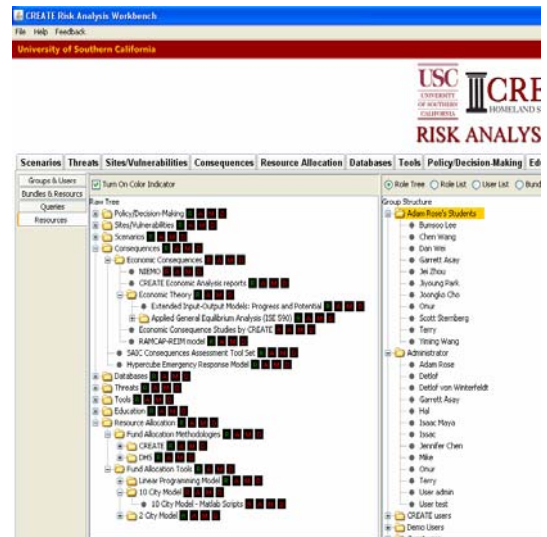 CREATE Risk Analysis Workbench
File Help Feedback
University of Southern California
USC
UNIVERSITY
OF SOUTHERN
CALIFORNIA
CRE
HOMELAND S
RISK ANALYS
Scenarios Threats Sites/Vulnerabilities Consequences Resource Allocation Databases Tools Policy/Decision-Making Edu
Groups & Users
Bundles & Resourcs
Queries
Resources
Turn On Color Indicator
Raw Tree
Policy/Decision-Making
Sites/Vulnerabilities
Scenarios
Consequences
Economic Consequences
NIEMO
CREATE Economic Analysis reports
Economic Theory
Extended Input-Output Models: Progress and Potential
Applied General Equilibrium Analysis (ISE 590)
Economic Consequence Studies by CREATE
RAMCAP-REIM model
SAIC Consequences Assessment Tool Set
Hypercube Emergency Response Model
Databases
Threats
Tools
Education
Resource Allocation
Fund Allocation Methodologies
CREATE
DHS
Fund Allocation Tools
Linear Programming Model
10 City Model
10 City Model - Matlab Scripts
2 City Model
Role Tree Role List User List Bund
Group Structure
Adam Rose's Students
Bumsoo Lee
Chen Wang
Dan Wei
Garrett Asay
Jei Zhou
Jiyoung Park
Joongko Cho
Onur
Scott Sternberg
Terry
Yiming Wang
Administrator
Adam Rose
Detlof
Detlof von Winterfeldt
Garrett Asay
Hal
Isaac Maya
Issac
Jennifer Chen
Mike
Onur
Terry
User admin
User test
CREATE users
Demo Users